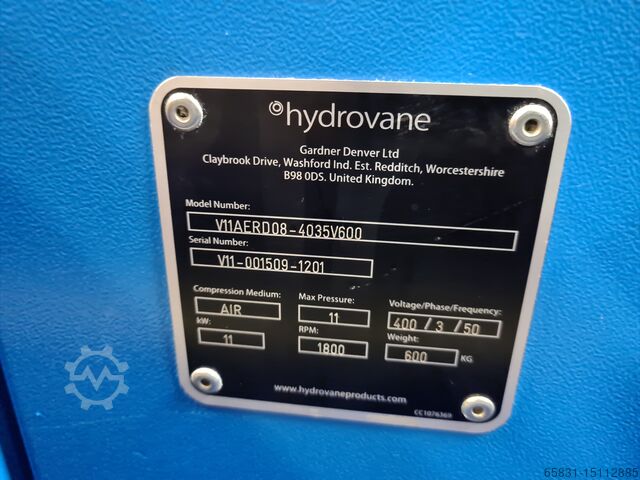 hydrovane
Gardner Denver Ltd
Claybrook Drive, Washford Ind. Est. Redditch, Worcestershire
B98 0DS. United Kingdom.
Model Number:
V11AERD08-4035V600
Serial Number:
V11-001509-1201
Compression Medium: Max Pressure: Voltage/Phase/Frequency:
AIR 11 400 / 3 / 50
kW: RPM: Weight:
11 1800 600 KG
www.hydrovaneproducts.com
CC1076369
65831-15112885